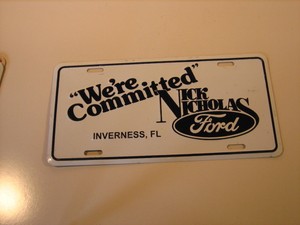 "We're
Committed"
NICK
NICHOLAS
Ford
INVERNESS, FL